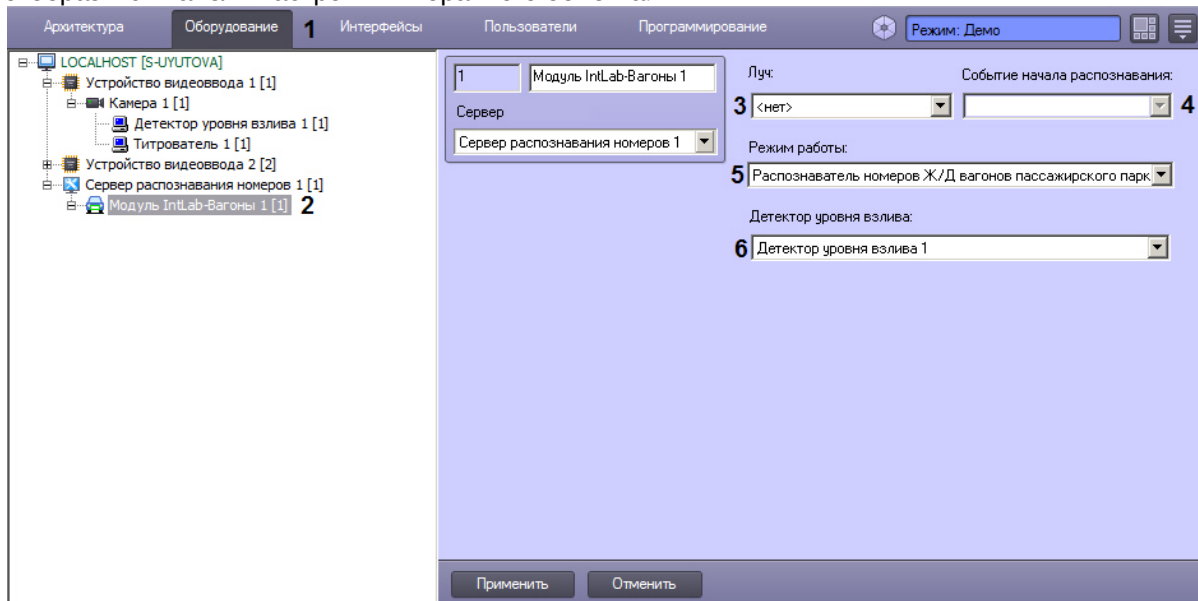 Архитектура Оборудование 1 Интерфейсы Пользователи Программирование Режим: Демо
LOCALHOST [S-UYUTOVA]
Устройство видеоввода 1 [1]
Камера 1 [1]
Детектор уровня взлива 1 [1]
Титрователь 1 [1]
Устройство видеоввода 2 [2]
Сервер распознавания номеров 1 [1]
Модуль IntLab-Вагоны 1 [1] 2
1 Модуль IntLab-Вагоны 1
Сервер
Сервер распознавания номеров 1
Луч: Событие начала распознавания:
3 <нет> 4
Режим работы:
5 Распознаватель номеров Ж/Д вагонов пассажирского парк
Детектор уровня взлива:
6 Детектор уровня взлива 1
Применить Отменить